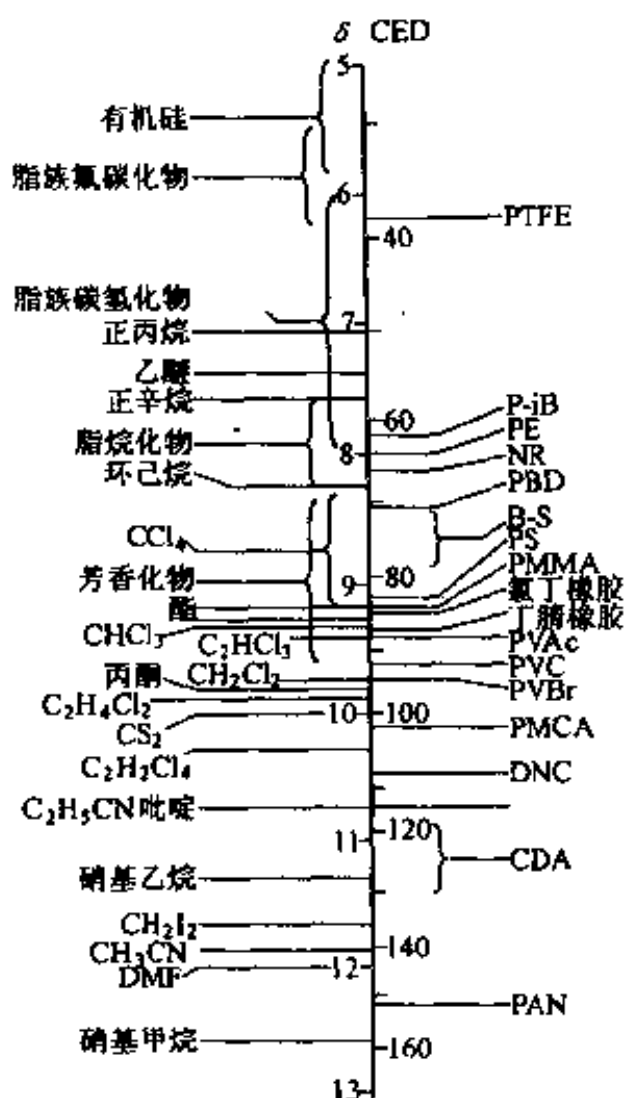 δ CED
5
有机硅
脂族氟碳化物
6
PTFE
40
脂族碳氢化物
7
正丙烷
乙醚
正辛烷
60
P-iB
脂烷化物
8
PE
NR
环己烷
PBD
B-S
CCl₄
PS
芳香化物
9
80
PMMA
氯丁橡胶
酯
丁腈橡胶
CHCl₃
C₂HCl₃
PVAc
丙酮
CH₂Cl₂
PVC
PVBr
C₂H₄Cl₂
10
100
CS₂
PMCA
C₂H₂Cl₄
DNC
C₂H₅CN吡啶
120
11
CDA
硝基乙烷
CH₂I₂
CH₃CN
140
DMF
12
PAN
硝基甲烷
160
13